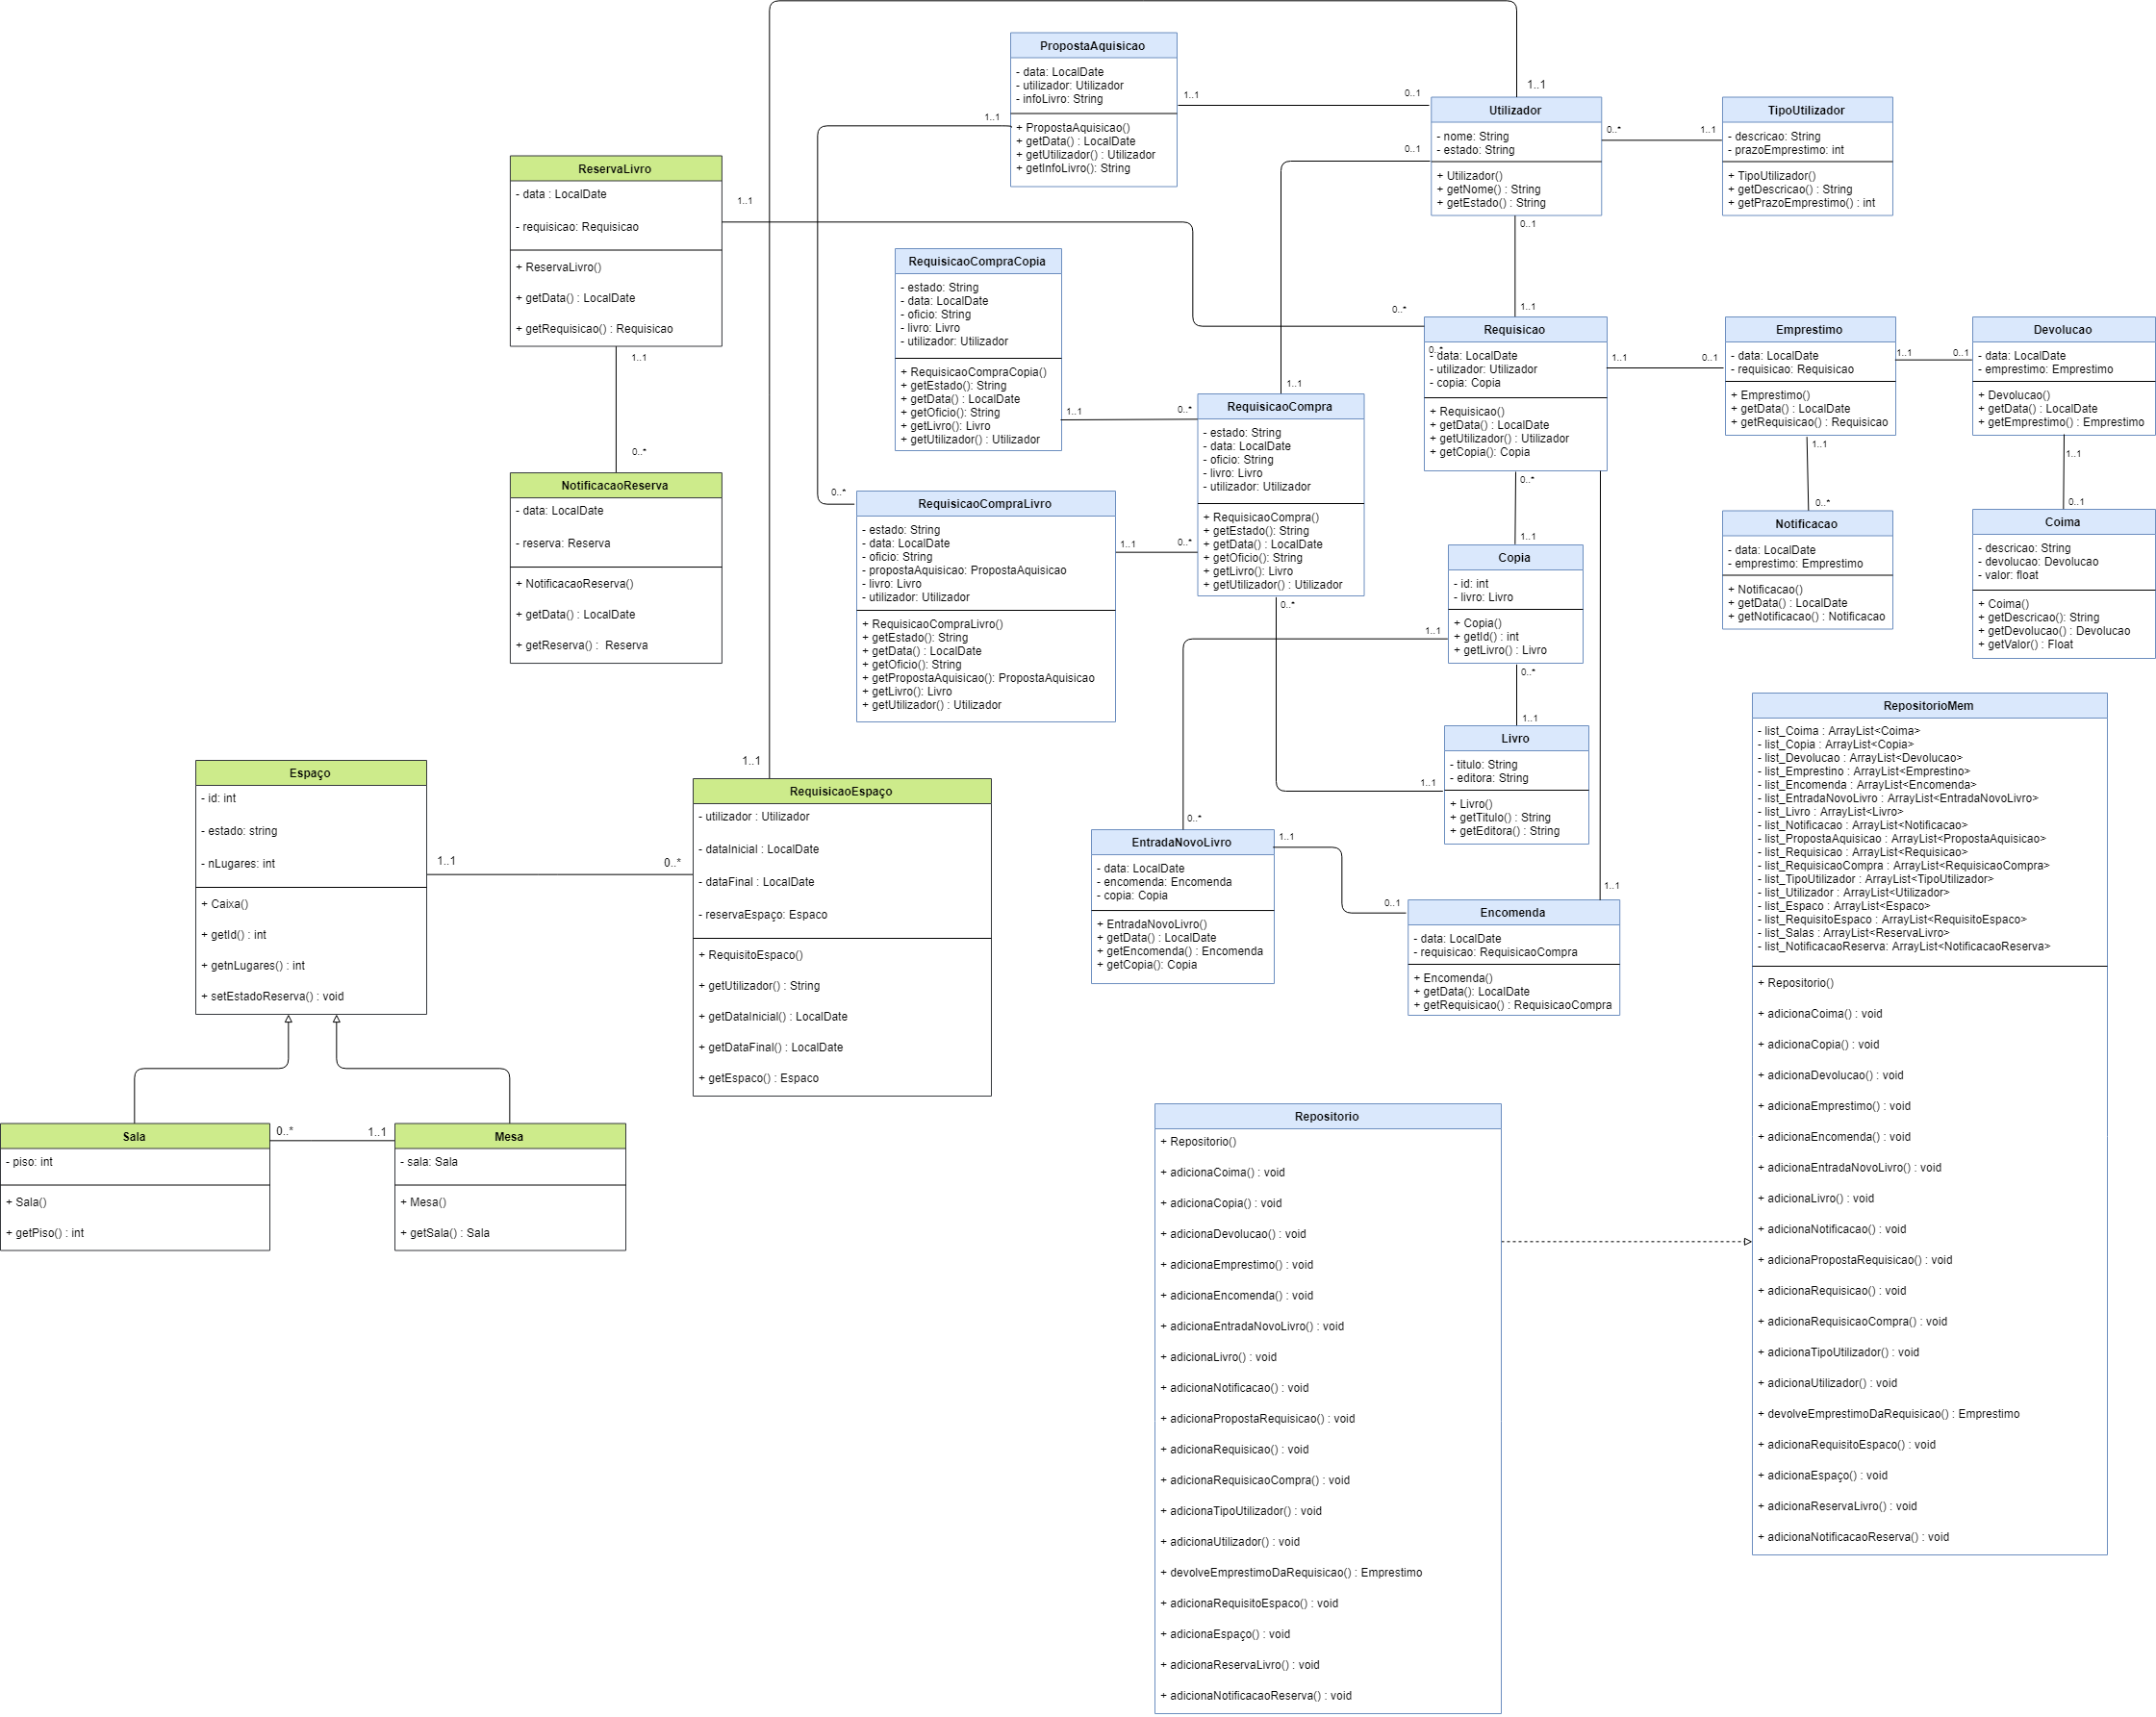 PropostaAquisicao
- data: LocalDate
- utilizador: Utilizador
- infoLivro: String
+ PropostaAquisicao()
+ getData() : LocalDate
+ getUtilizador() : Utilizador
+ getInfoLivro(): String
1..1
0..1
1..1
1..1
Utilizador
- nome: String
- estado: String
+ Utilizador()
+ getNome() : String
+ getEstado() : String
0..1
0..1
0..*
1..1
TipoUtilizador
- descricao: String
- prazoEmprestimo: int
+ TipoUtilizador()
+ getDescricao() : String
+ getPrazoEmprestimo() : int
ReservaLivro
- data : LocalDate
- requisicao: Requisicao
+ ReservaLivro()
+ getData() : LocalDate
+ getRequisicao() : Requisicao
1..1
1..1
0..*
0..*
NotificacaoReserva
- data: LocalDate
- reserva: Reserva
+ NotificacaoReserva()
+ getData() : LocalDate
+ getReserva() :  Reserva
RequisicaoCompraCopia
- estado: String
- data: LocalDate
- oficio: String
- livro: Livro
- utilizador: Utilizador
+ RequisicaoCompraCopia()
+ getEstado(): String
+ getData() : LocalDate
+ getOficio(): String
+ getLivro(): Livro
+ getUtilizador() : Utilizador
1..1
0..*
1..1
RequisicaoCompra
- estado: String
- data: LocalDate
- oficio: String
- livro: Livro
- utilizador: Utilizador
+ RequisicaoCompra()
+ getEstado(): String
+ getData() : LocalDate
+ getOficio(): String
+ getLivro(): Livro
+ getUtilizador() : Utilizador
0..*
0..*
RequisicaoCompraLivro
- estado: String
- data: LocalDate
- oficio: String
- propostaAquisicao: PropostaAquisicao
- livro: Livro
- utilizador: Utilizador
+ RequisicaoCompraLivro()
+ getEstado(): String
+ getData() : LocalDate
+ getOficio(): String
+ getPropostaAquisicao(): PropostaAquisicao
+ getLivro(): Livro
+ getUtilizador() : Utilizador
1..1
0..*
1..1
Requisicao
0..*
- data: LocalDate
- utilizador: Utilizador
- copia: Copia
+ Requisicao()
+ getData() : LocalDate
+ getUtilizador() : Utilizador
+ getCopia(): Copia
1..1
0..1
0..*
1..1
Emprestimo
- data: LocalDate
- requisicao: Requisicao
+ Emprestimo()
+ getData() : LocalDate
+ getRequisicao() : Requisicao
1..1
0..1
1..1
0..*
Devolucao
- data: LocalDate
- emprestimo: Emprestimo
+ Devolucao()
+ getData() : LocalDate
+ getEmprestimo() : Emprestimo
1..1
0..1
Notificacao
- data: LocalDate
- emprestimo: Emprestimo
+ Notificacao()
+ getData() : LocalDate
+ getNotificacao() : Notificacao
Coima
- descricao: String
- devolucao: Devolucao
- valor: float
+ Coima()
+ getDescricao(): String
+ getDevolucao() : Devolucao
+ getValor() : Float
Copia
- id: int
- livro: Livro
+ Copia()
+ getId() : int
+ getLivro() : Livro
1..1
0..*
1..1
Livro
- titulo: String
- editora: String
+ Livro()
+ getTitulo() : String
+ getEditora() : String
1..1
0..*
EntradaNovoLivro
- data: LocalDate
- encomenda: Encomenda
- copia: Copia
+ EntradaNovoLivro()
+ getData() : LocalDate
+ getEncomenda() : Encomenda
+ getCopia(): Copia
1..1
0..1
1..1
Encomenda
- data: LocalDate
- requisicao: RequisicaoCompra
+ Encomenda()
+ getData(): LocalDate
+ getRequisicao() : RequisicaoCompra
Espaço
- id: int
- estado: string
- nLugares: int
+ Caixa()
+ getId() : int
+ getnLugares() : int
+ setEstadoReserva() : void
1..1
0..*
1..1
RequisicaoEspaço
- utilizador : Utilizador
- dataInicial : LocalDate
- dataFinal : LocalDate
- reservaEspaço: Espaco
+ RequisitoEspaco()
+ getUtilizador() : String
+ getDataInicial() : LocalDate
+ getDataFinal() : LocalDate
+ getEspaco() : Espaco
Sala
- piso: int
+ Sala()
+ getPiso() : int
0..*
1..1
Mesa
- sala: Sala
+ Mesa()
+ getSala() : Sala
RepositorioMem
- list_Coima : ArrayList<Coima>
- list_Copia : ArrayList<Copia>
- list_Devolucao : ArrayList<Devolucao>
- list_Emprestino : ArrayList<Emprestino>
- list_Encomenda : ArrayList<Encomenda>
- list_EntradaNovoLivro : ArrayList<EntradaNovoLivro>
- list_Livro : ArrayList<Livro>
- list_Notificacao : ArrayList<Notificacao>
- list_PropostaAquisicao : ArrayList<PropostaAquisicao>
- list_Requisicao : ArrayList<Requisicao>
- list_RequisicaoCompra : ArrayList<RequisicaoCompra>
- list_TipoUtilizador : ArrayList<TipoUtilizador>
- list_Utilizador : ArrayList<Utilizador>
- list_Espaco : ArrayList<Espaco>
- list_RequisitoEspaco : ArrayList<RequisitoEspaco>
- list_Salas : ArrayList<ReservaLivro>
- list_NotificacaoReserva: ArrayList<NotificacaoReserva>
+ Repositorio()
+ adicionaCoima() : void
+ adicionaCopia() : void
+ adicionaDevolucao() : void
+ adicionaEmprestimo() : void
+ adicionaEncomenda() : void
+ adicionaEntradaNovoLivro() : void
+ adicionaLivro() : void
+ adicionaNotificacao() : void
+ adicionaPropostaRequisicao() : void
+ adicionaRequisicao() : void
+ adicionaRequisicaoCompra() : void
+ adicionaTipoUtilizador() : void
+ adicionaUtilizador() : void
+ devolveEmprestimoDaRequisicao() : Emprestimo
+ adicionaRequisitoEspaco() : void
+ adicionaEspaço() : void
+ adicionaReservaLivro() : void
+ adicionaNotificacaoReserva() : void
Repositorio
+ Repositorio()
+ adicionaCoima() : void
+ adicionaCopia() : void
+ adicionaDevolucao() : void
+ adicionaEmprestimo() : void
+ adicionaEncomenda() : void
+ adicionaEntradaNovoLivro() : void
+ adicionaLivro() : void
+ adicionaNotificacao() : void
+ adicionaPropostaRequisicao() : void
+ adicionaRequisicao() : void
+ adicionaRequisicaoCompra() : void
+ adicionaTipoUtilizador() : void
+ adicionaUtilizador() : void
+ devolveEmprestimoDaRequisicao() : Emprestimo
+ adicionaRequisitoEspaco() : void
+ adicionaEspaço() : void
+ adicionaReservaLivro() : void
+ adicionaNotificacaoReserva() : void